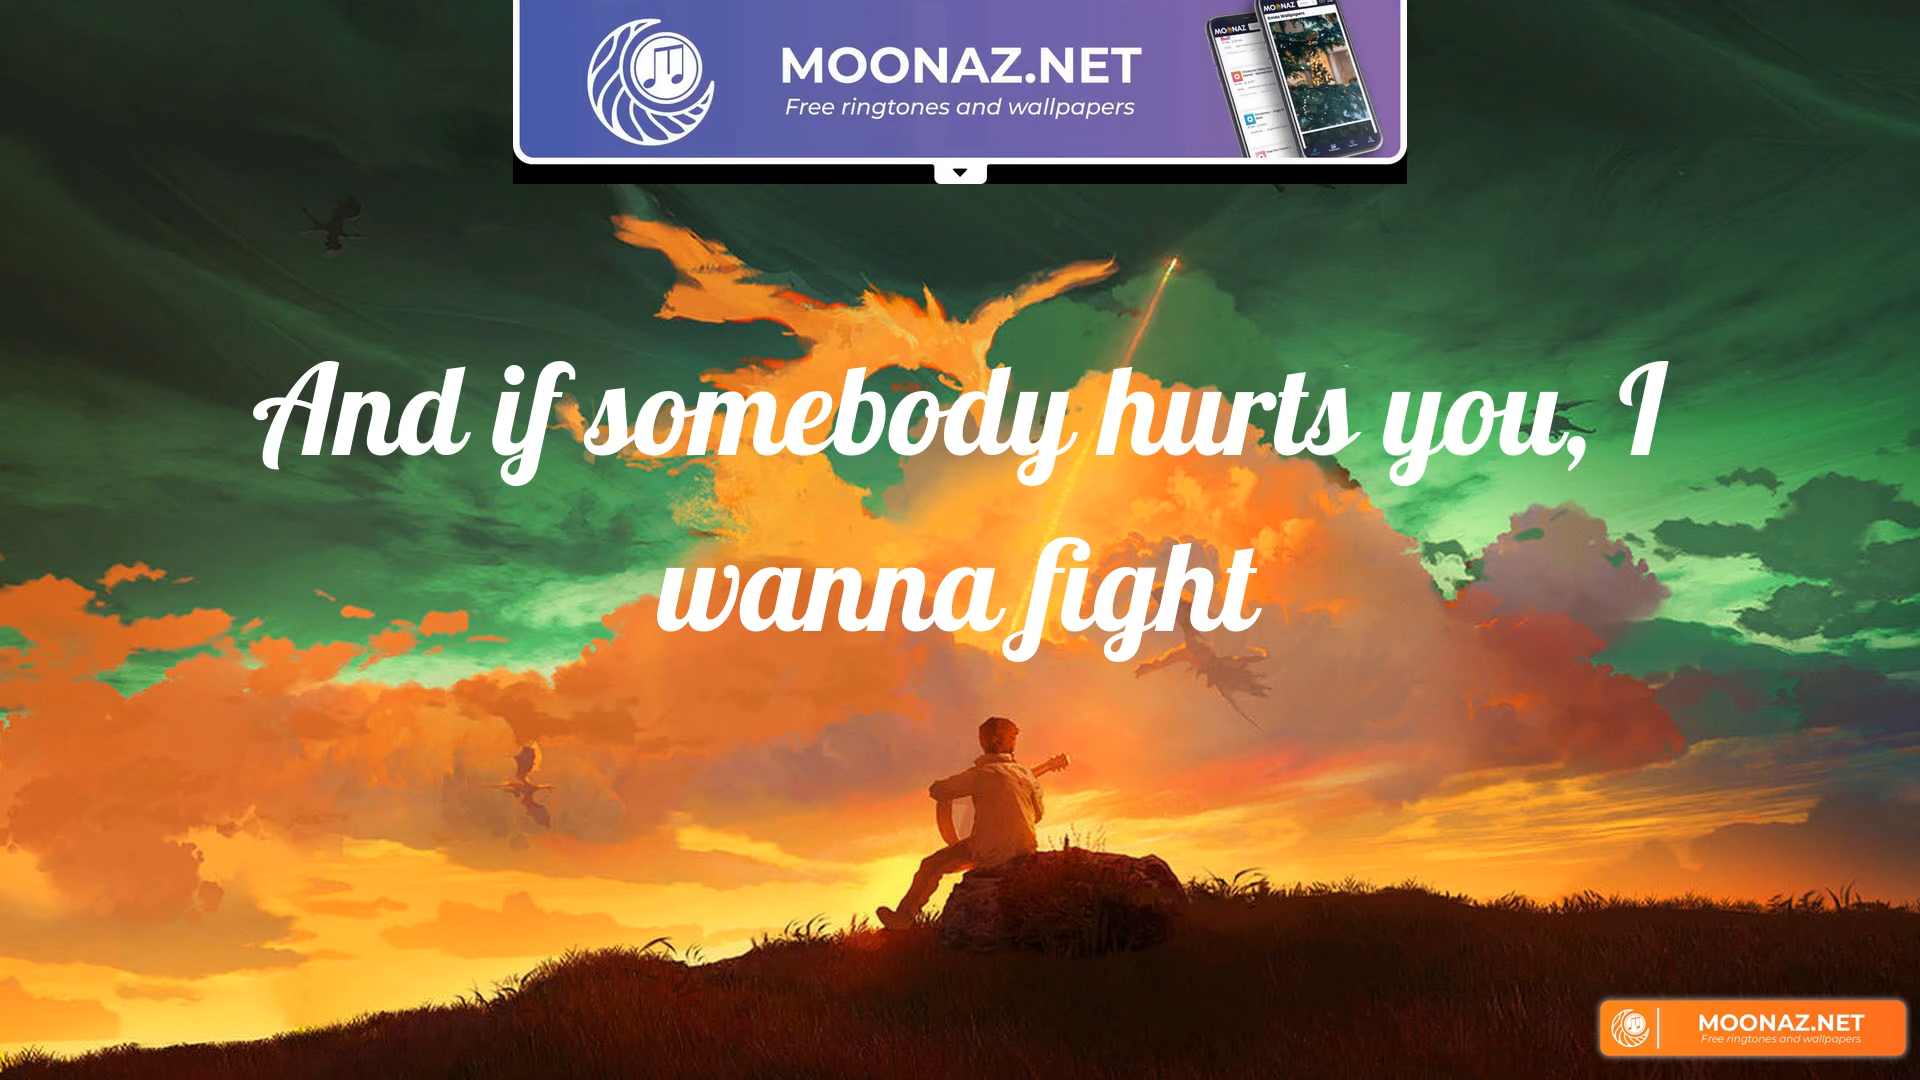 MOONAZ.NET
Free ringtones and wallpapers
And if somebody hurts you, I
wanna fight
MOONAZ.NET
Free ringtones and wallpapers